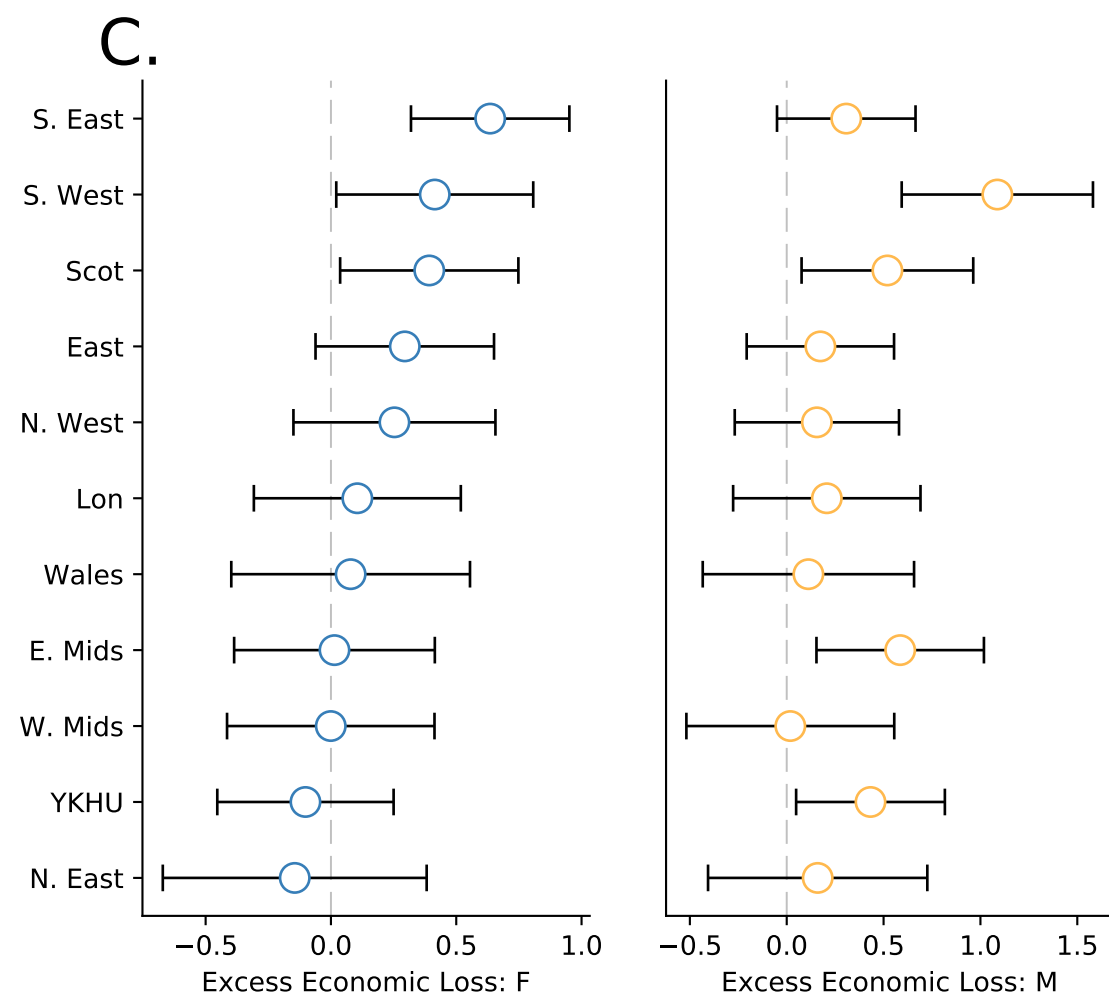 C.
S. East
S. West
Scot
East
N. West
Lon
Wales
E. Mids
W. Mids
YKHU
N. East
−0.5 0.0 0.5 1.0
−0.5 0.0 0.5 1.0 1.5
Excess Economic Loss: F
Excess Economic Loss: M